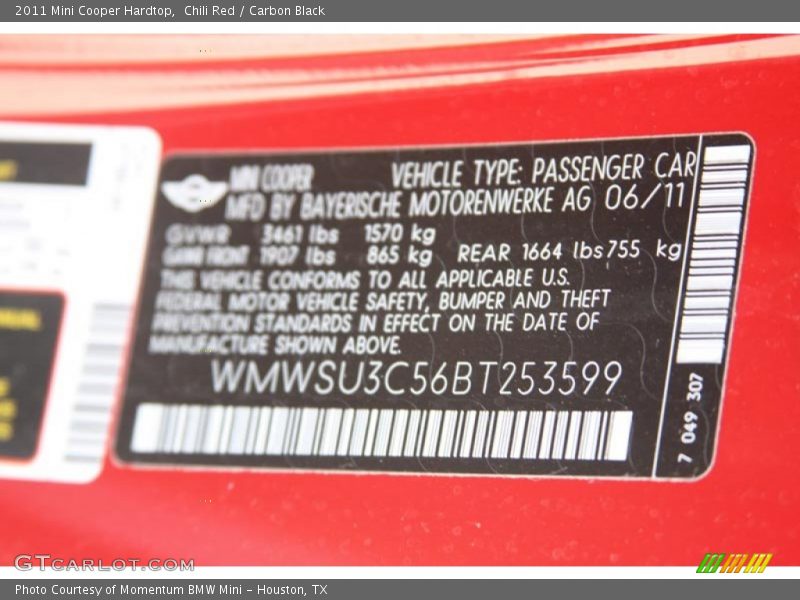 2011 Mini Cooper Hardtop,  Chili Red / Carbon Black
MINI COOPER VEHICLE TYPE: PASSENGER CAR
MFD BY BAYERISCHE MOTORENWERKE AG 06/11
GVWR 3461 lbs 1570 kg
GAWR FRONT 1907 lbs 865 kg REAR 1664 lbs 755 kg
THIS VEHICLE CONFORMS TO ALL APPLICABLE U.S.
FEDERAL MOTOR VEHICLE SAFETY, BUMPER AND THEFT
PREVENTION STANDARDS IN EFFECT ON THE DATE OF
MANUFACTURE SHOWN ABOVE.
WMWSU3C56BT253599
7 049 307
GTCARLOT.COM
Photo Courtesy of Momentum BMW Mini – Houston, TX